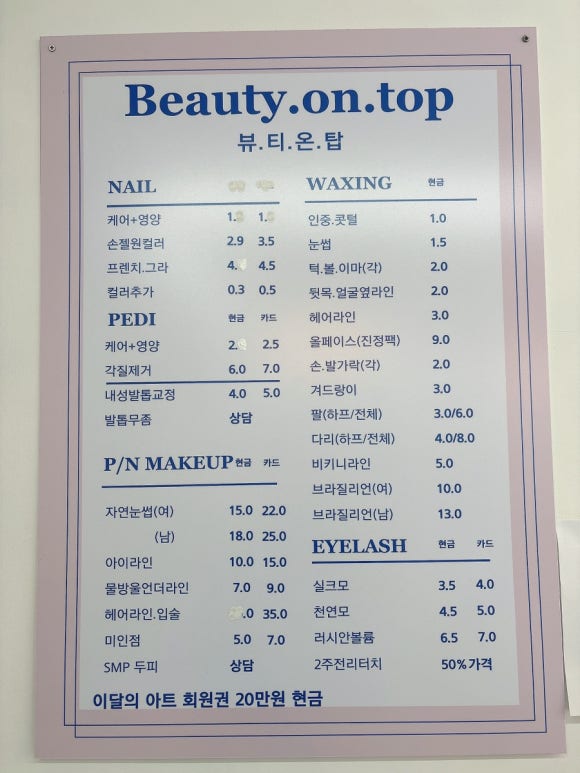 Beauty.on.top
뷰.티.온.탑
NAIL
케어+영양
손젤원컬러 2.9 3.5
프렌치.그라 4.5
컬러추가 0.3 0.5
PEDI 현금 카드
케어+영양 2.5
각질제거 6.0 7.0
내성발톱교정 4.0 5.0
발톱무좀 상담
P/N MAKEUP 현금 카드
자연눈썹(여) 15.0 22.0
(남) 18.0 25.0
아이라인 10.0 15.0
물방울언더라인 7.0 9.0
헤어라인.입술 35.0
미인점 5.0 7.0
SMP 두피 상담
WAXING 현금
인중.콧털 1.0
눈썹 1.5
턱.볼.이마(각) 2.0
뒷목.얼굴옆라인 2.0
헤어라인 3.0
올페이스(진정팩) 9.0
손.발가락(각) 2.0
겨드랑이 3.0
팔(하프/전체) 3.0/6.0
다리(하프/전체) 4.0/8.0
비키니라인 5.0
브라질리언(여) 10.0
브라질리언(남) 13.0
EYELASH 현금 카드
실크모 3.5 4.0
천연모 4.5 5.0
러시안볼륨 6.5 7.0
2주전리터치 50%가격
이달의 아트 회원권 20만원 현금